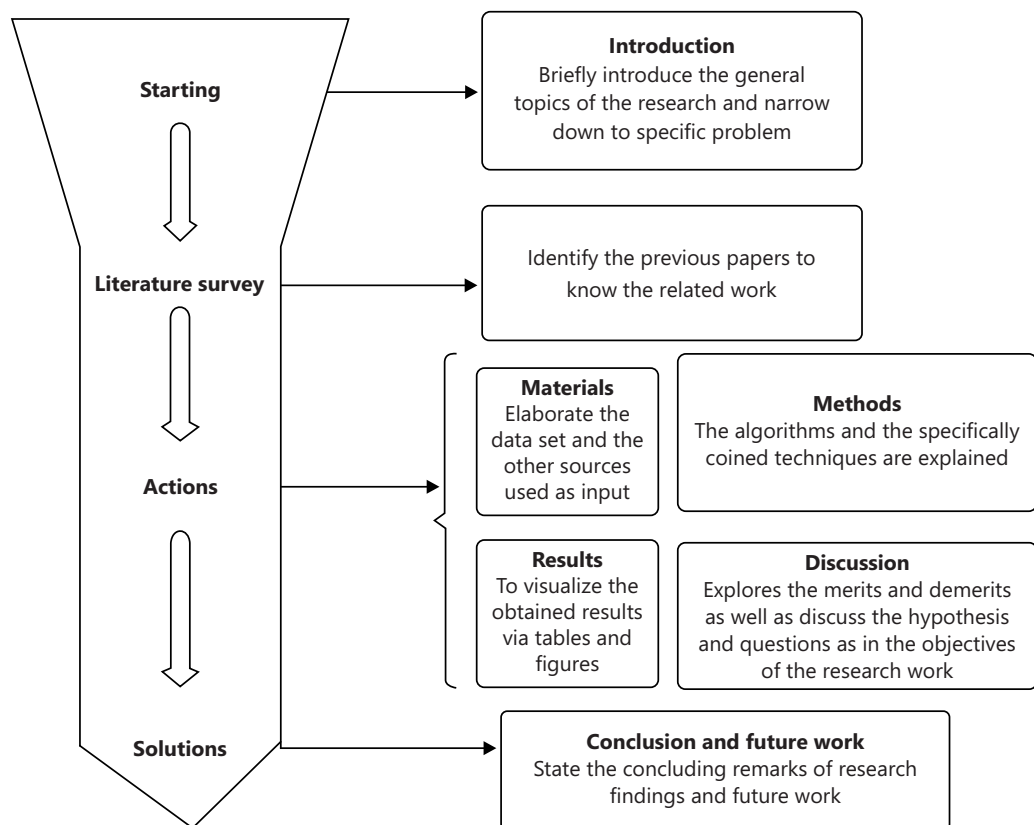 Starting
Introduction
Briefly introduce the general
topics of the research and narrow
down to specific problem
Literature survey
Identify the previous papers to
know the related work
Actions
Materials
Elaborate the
data set and the
other sources
used as input
Methods
The algorithms and the specifically
coined techniques are explained
Results
To visualize the
obtained results
via tables and
figures
Discussion
Explores the merits and demerits
as well as discuss the hypothesis
and questions as in the objectives
of the research work
Solutions
Conclusion and future work
State the concluding remarks of research
findings and future work